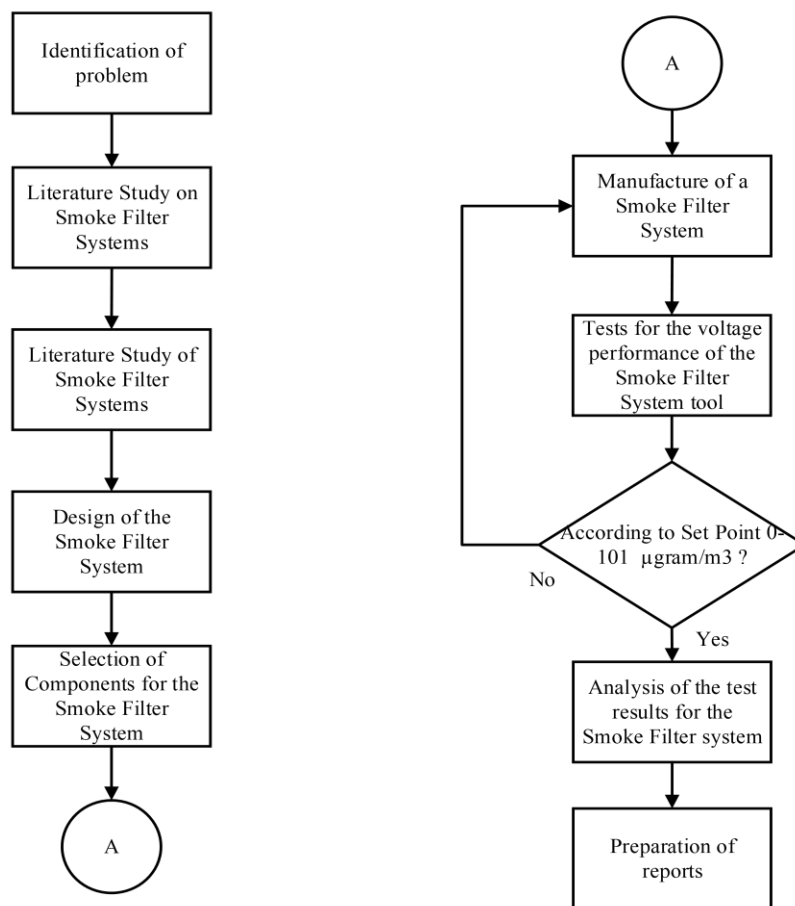 Identification of
problem
Literature Study on
Smoke Filter
Systems
Literature Study of
Smoke Filter
Systems
Design of the
Smoke Filter
System
Selection of
Components for the
Smoke Filter
System
A
A
Manufacture of a
Smoke Filter
System
Tests for the voltage
performance of the
Smoke Filter
System tool
According to Set Point 0-
101 µgram/m3 ?
No
Yes
Analysis of the test
results for the
Smoke Filter system
Preparation of
reports